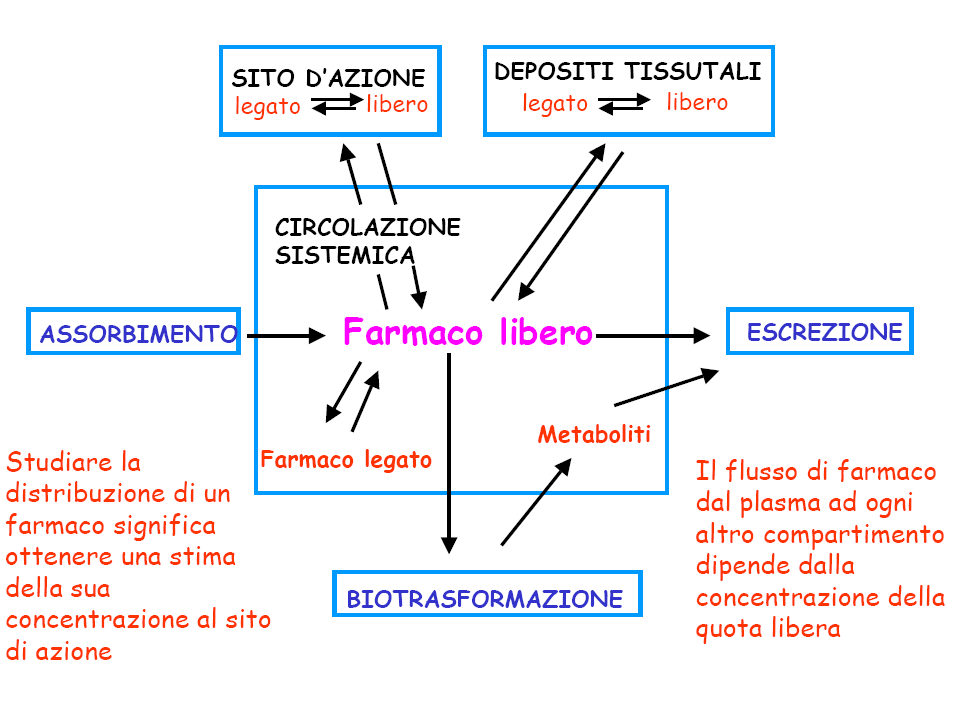 SITO D'AZIONE
legato libero
DEPOSITI TISSUTALI
legato libero
CIRCOLAZIONE
SISTEMICA
ASSORBIMENTO
Farmaco libero
ESCREZIONE
Farmaco legato
Metaboliti
BIOTRASFORMAZIONE
Studiare la
distribuzione di un
farmaco significa
ottenere una stima
della sua
concentrazione al sito
di azione
Il flusso di farmaco
dal plasma ad ogni
altro compartimento
dipende dalla
concentrazione della
quota libera